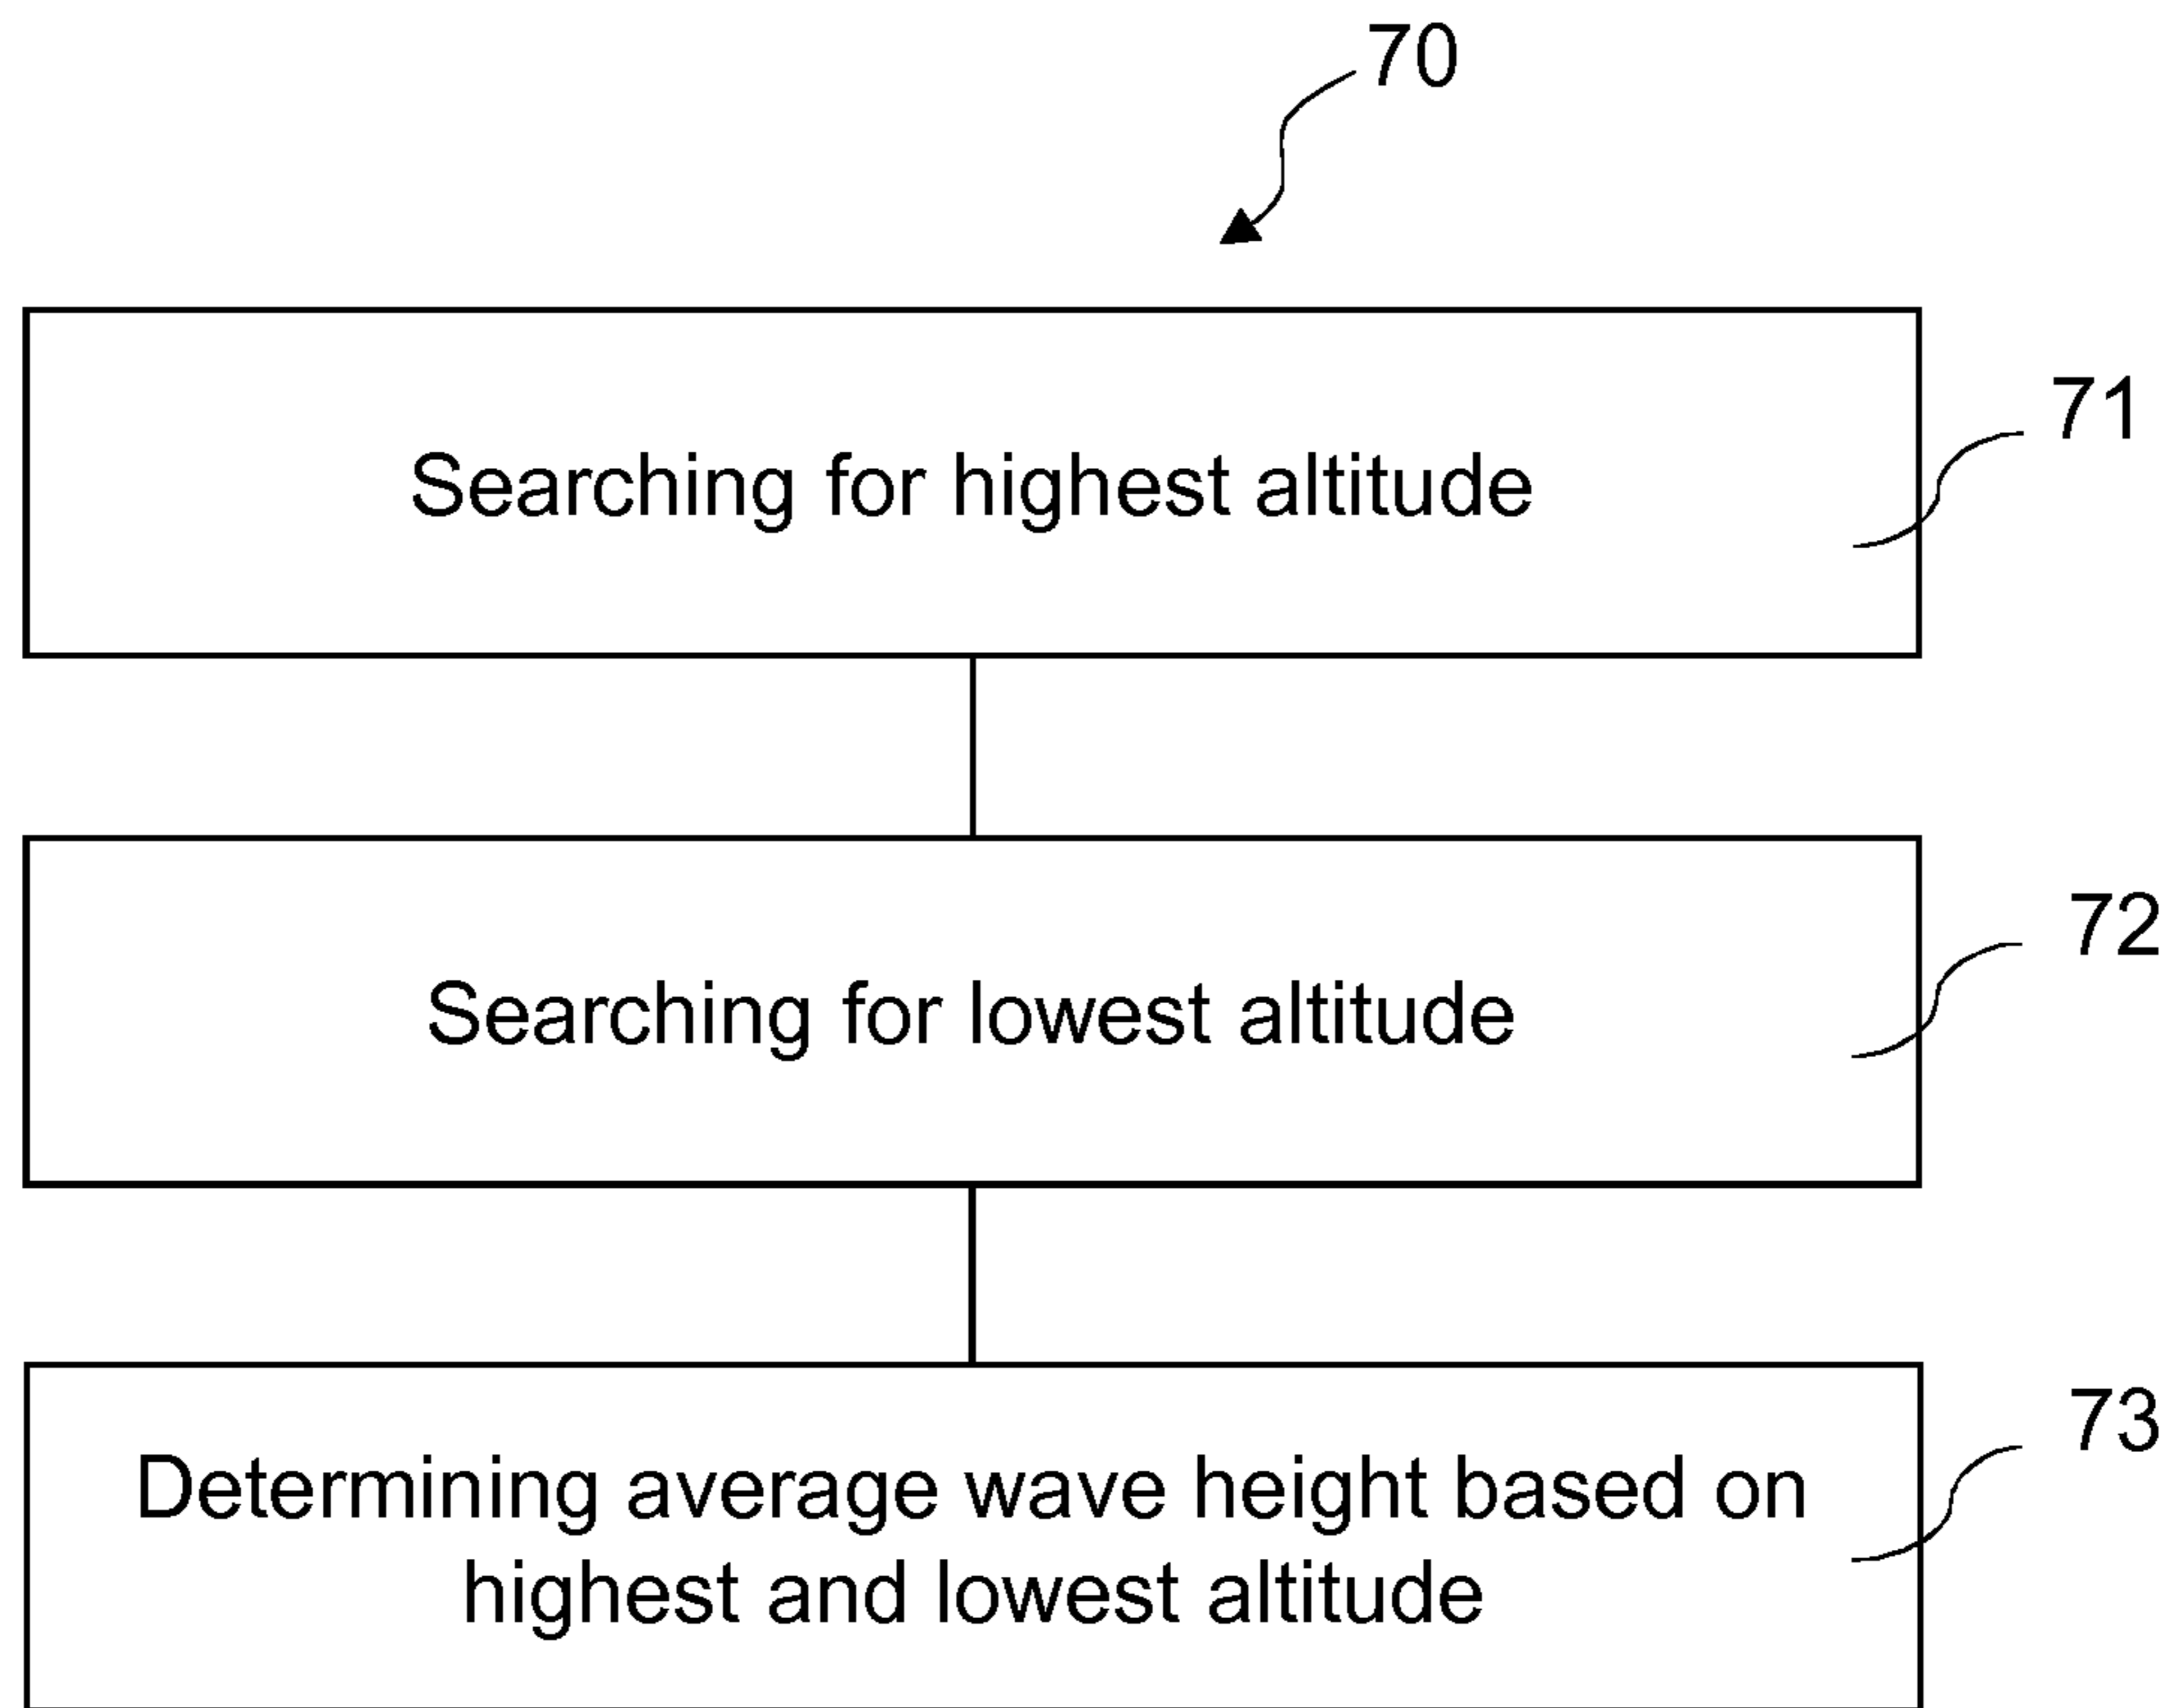 70
71
Searching for highest altitude
72
Searching for lowest altitude
73
Determining average wave height based on
highest and lowest altitude